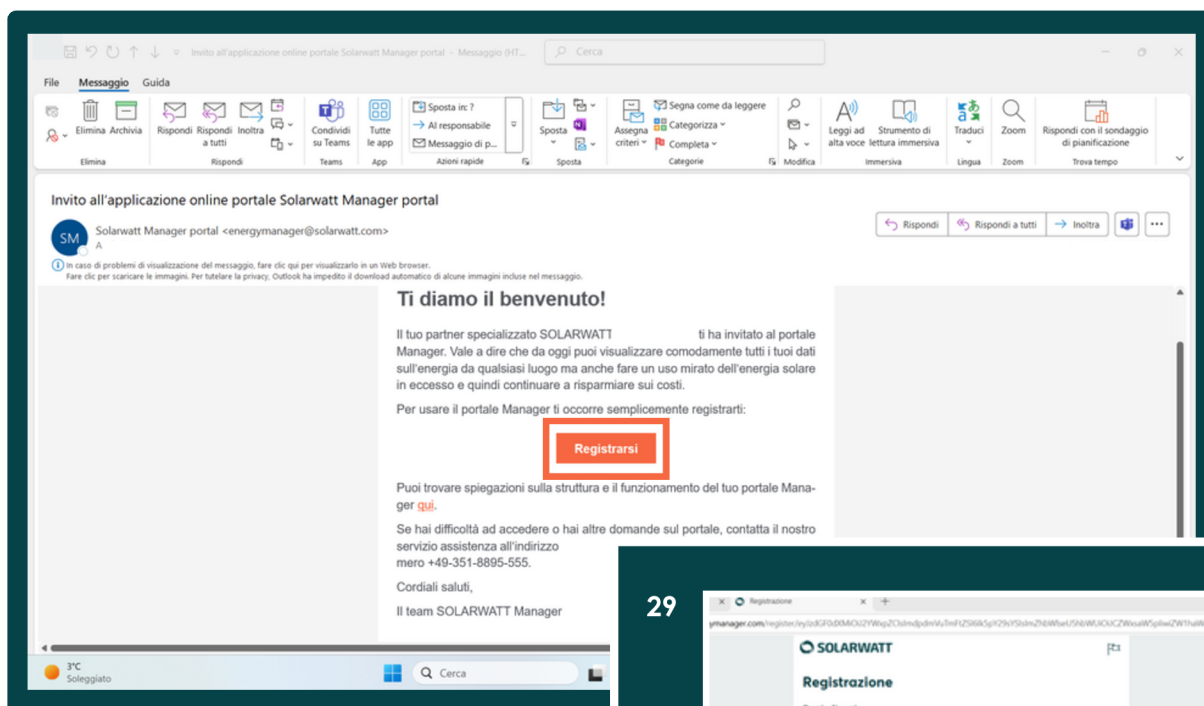 Invito all'applicazione online portale Solarwatt Manager portal - Messaggio (HT...
Cerca
File Messaggio Guida
Elimina Archivia
Rispondi Rispondi a tutti Inoltra
Condividi su Teams
Tutte le app
Sposta in: ?
Al responsabile
Messaggio di p...
Sposta
Assegna criteri
Segna come da leggere
Categorizza
Completa
Leggi ad alta voce
Strumento di lettura immersiva
Traduci
Zoom
Rispondi con il sondaggio di pianificazione
Elimina Rispondi Teams App Azioni rapide Sposta Categorie Modifica Immersiva Lingua Zoom Trova tempo
Invito all'applicazione online portale Solarwatt Manager portal
SM
Solarwatt Manager portal <energymanager@solarwatt.com>
A
Rispondi Rispondi a tutti Inoltra
In caso di problemi di visualizzazione del messaggio, fare clic qui per visualizzarlo in un Web browser.
Fare clic per scaricare le immagini. Per tutelare la privacy, Outlook ha impedito il download automatico di alcune immagini incluse nel messaggio.
Ti diamo il benvenuto!
Il tuo partner specializzato SOLARWATT ti ha invitato al portale
Manager. Vale a dire che da oggi puoi visualizzare comodamente tutti i tuoi dati
sull'energia da qualsiasi luogo ma anche fare un uso mirato dell'energia solare
in eccesso e quindi continuare a risparmiare sui costi.
Per usare il portale Manager ti occorre semplicemente registrarti:
Registrarsi
Puoi trovare spiegazioni sulla struttura e il funzionamento del tuo portale Mana-
ger qui.
Se hai difficoltà ad accedere o hai altre domande sul portale, contatta il nostro
servizio assistenza all'indirizzo
mero +49-351-8895-555.
Cordiali saluti,
Il team SOLARWATT Manager
3°C
Soleggiato
Cerca
29
Registrazione
SOLARWATT
Registrazione